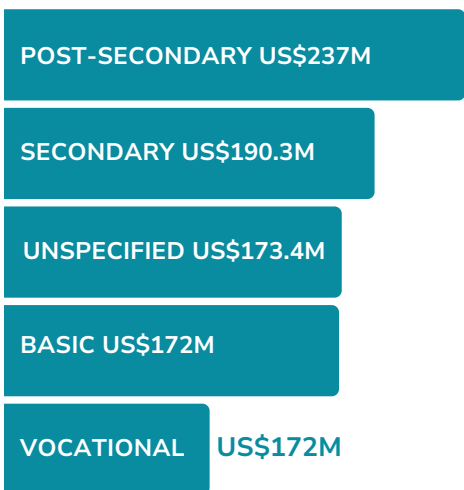 POST-SECONDARY US$237M
SECONDARY US$190.3M
UNSPECIFIED US$173.4M
BASIC US$172M
VOCATIONAL US$172M